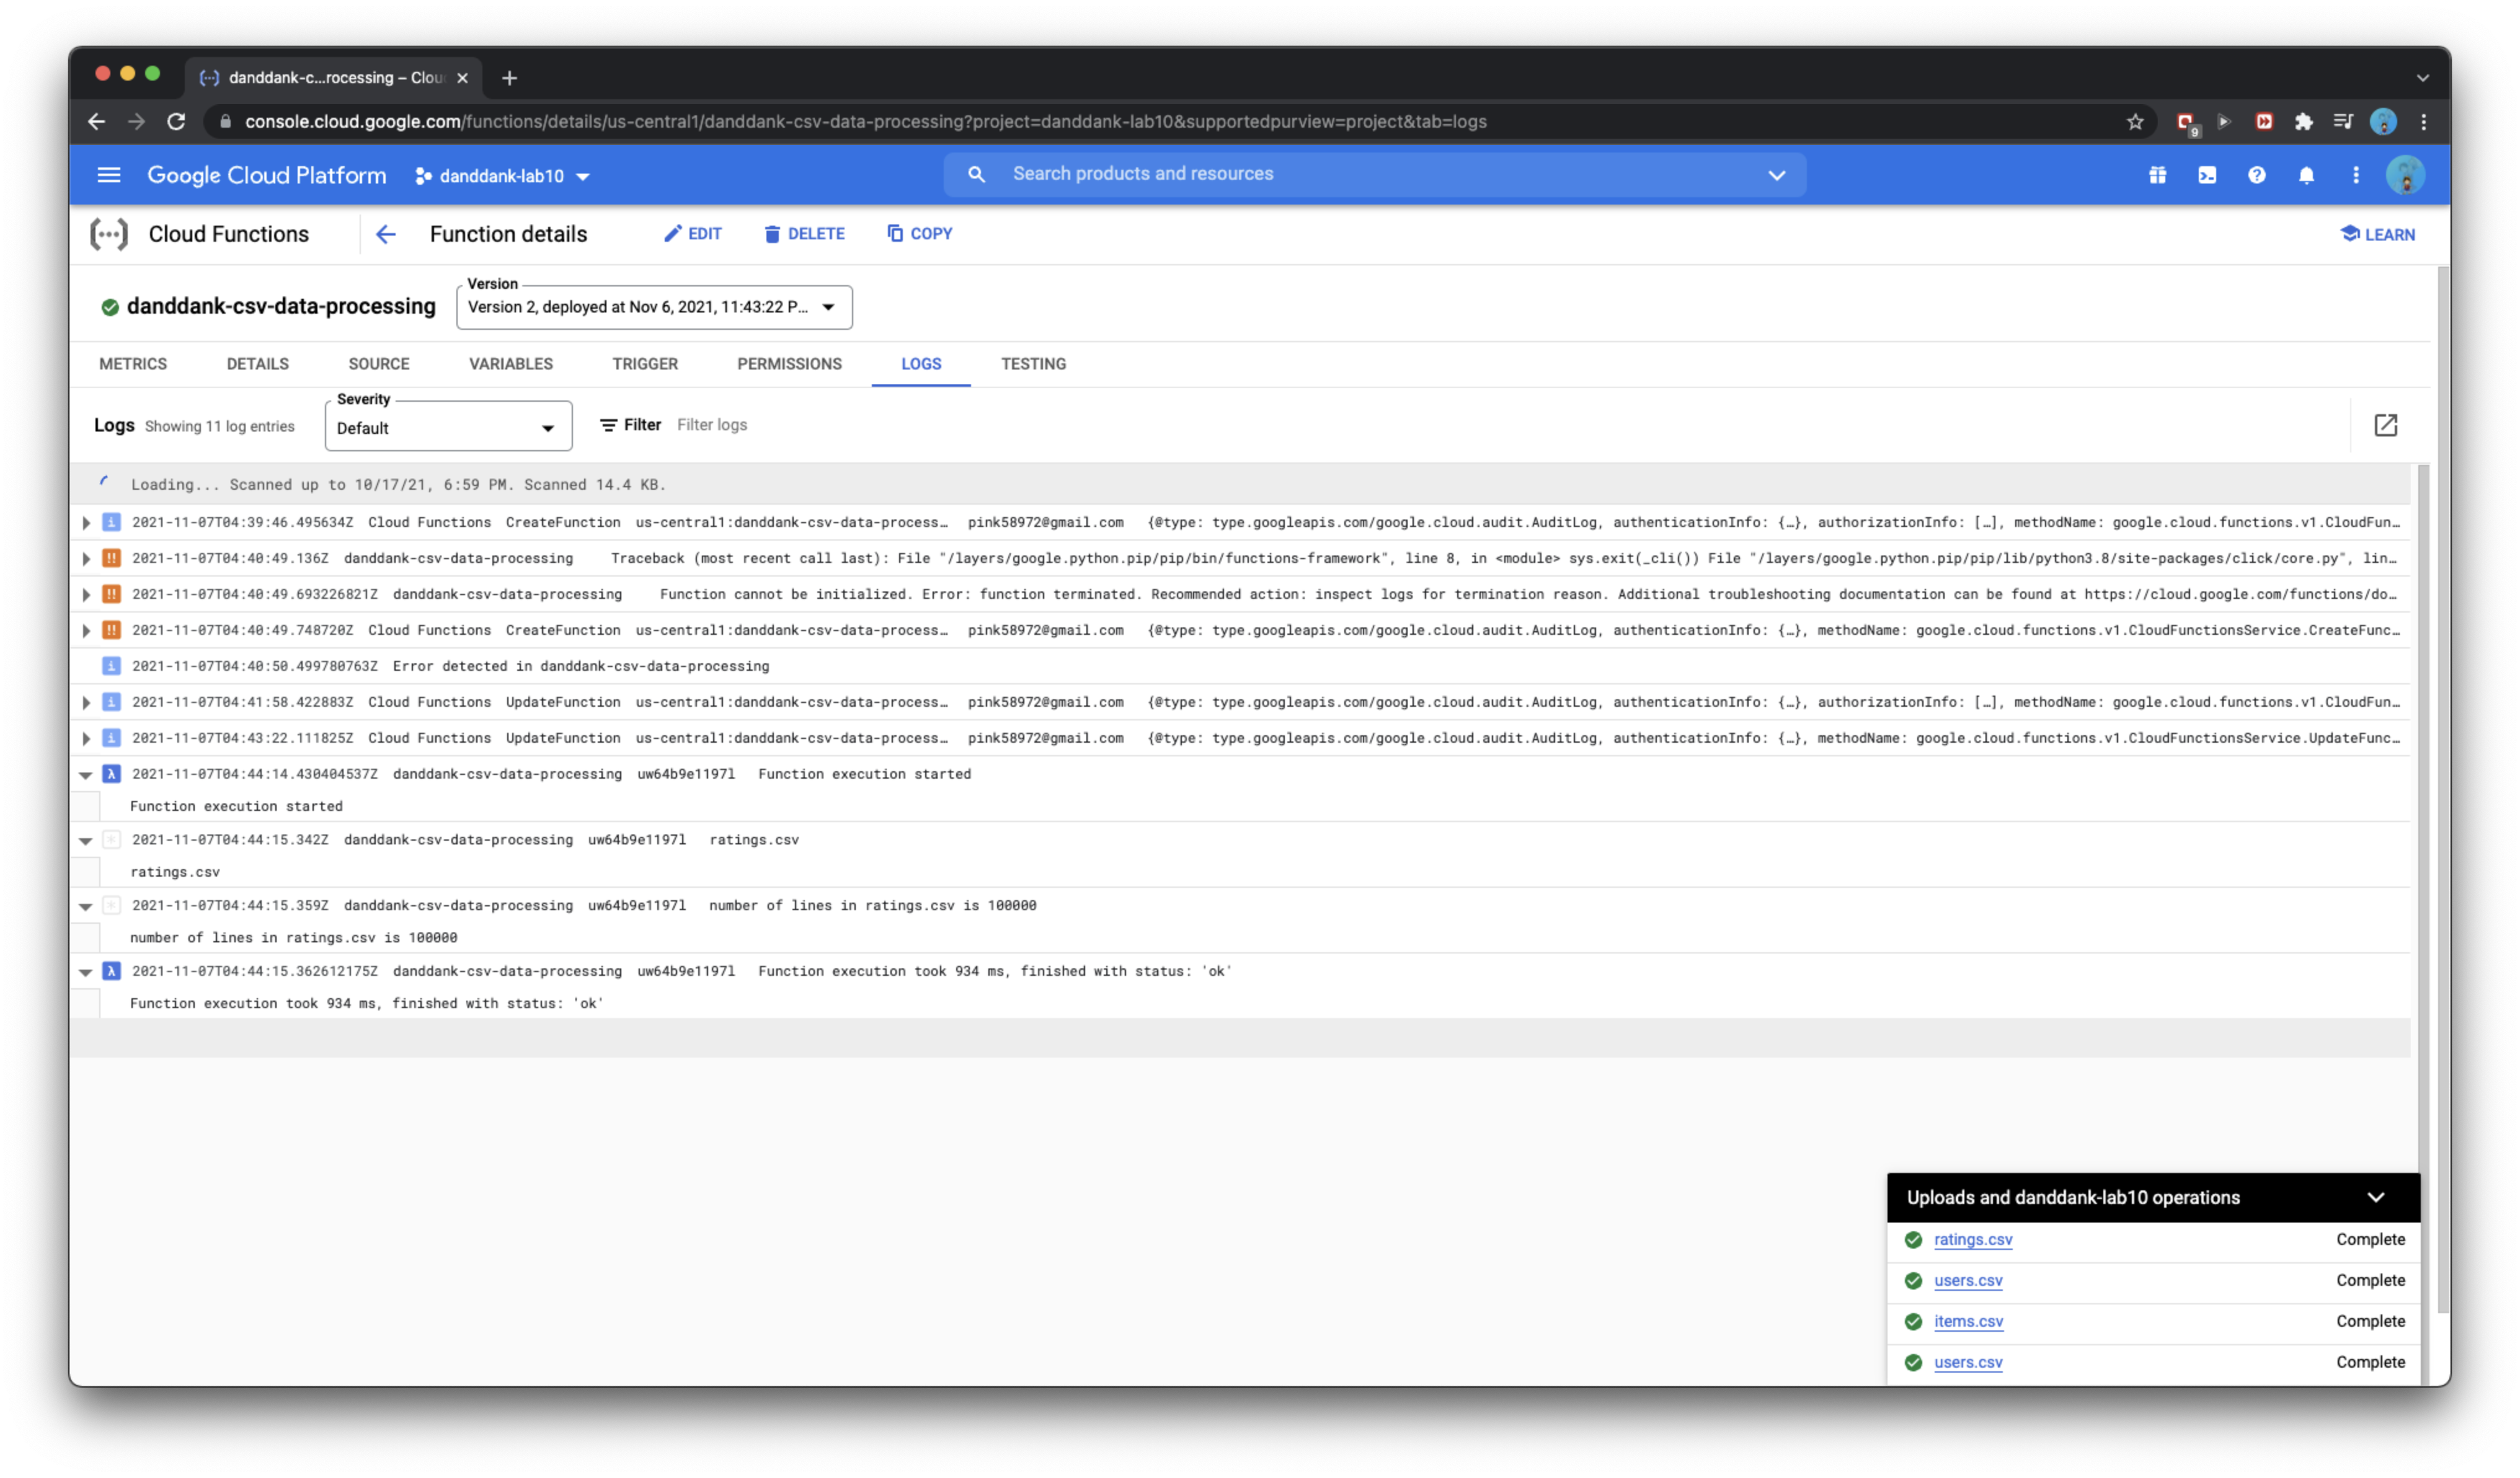 danddank-c...rocessing – Clou
console.cloud.google.com/functions/details/us-central1/danddank-csv-data-processing?project=danddank-lab10&supportedpurview=project&tab=logs
9
Google Cloud Platform danddank-lab10 Search products and resources
Cloud Functions Function details EDIT DELETE COPY LEARN
danddank-csv-data-processing
Version
Version 2, deployed at Nov 6, 2021, 11:43:22 P...
METRICS DETAILS SOURCE VARIABLES TRIGGER PERMISSIONS LOGS TESTING
Logs Showing 11 log entries
Severity
Default
Filter Filter logs
Loading... Scanned up to 10/17/21, 6:59 PM. Scanned 14.4 KB.
i 2021-11-07T04:39:46.495634Z Cloud Functions CreateFunction us-central1:danddank-csv-data-process… pink58972@gmail.com {@type: type.googleapis.com/google.cloud.audit.AuditLog, authenticationInfo: {…}, authorizationInfo: […], methodName: google.cloud.functions.v1.CloudFun…
!! 2021-11-07T04:40:49.136Z danddank-csv-data-processing Traceback (most recent call last): File "/layers/google.python.pip/pip/bin/functions-framework", line 8, in <module> sys.exit(_cli()) File "/layers/google.python.pip/pip/lib/python3.8/site-packages/click/core.py", lin…
!! 2021-11-07T04:40:49.693226821Z danddank-csv-data-processing Function cannot be initialized. Error: function terminated. Recommended action: inspect logs for termination reason. Additional troubleshooting documentation can be found at https://cloud.google.com/functions/do…
!! 2021-11-07T04:40:49.748720Z Cloud Functions CreateFunction us-central1:danddank-csv-data-process… pink58972@gmail.com {@type: type.googleapis.com/google.cloud.audit.AuditLog, authenticationInfo: {…}, methodName: google.cloud.functions.v1.CloudFunctionsService.CreateFunc…
i 2021-11-07T04:40:50.499780763Z Error detected in danddank-csv-data-processing
i 2021-11-07T04:41:58.422883Z Cloud Functions UpdateFunction us-central1:danddank-csv-data-process… pink58972@gmail.com {@type: type.googleapis.com/google.cloud.audit.AuditLog, authenticationInfo: {…}, authorizationInfo: […], methodName: google.cloud.functions.v1.CloudFun…
i 2021-11-07T04:43:22.111825Z Cloud Functions UpdateFunction us-central1:danddank-csv-data-process… pink58972@gmail.com {@type: type.googleapis.com/google.cloud.audit.AuditLog, authenticationInfo: {…}, methodName: google.cloud.functions.v1.CloudFunctionsService.UpdateFunc…
λ 2021-11-07T04:44:14.430404537Z danddank-csv-data-processing uw64b9e1197l Function execution started
Function execution started
* 2021-11-07T04:44:15.342Z danddank-csv-data-processing uw64b9e1197l ratings.csv
ratings.csv
* 2021-11-07T04:44:15.359Z danddank-csv-data-processing uw64b9e1197l number of lines in ratings.csv is 100000
number of lines in ratings.csv is 100000
λ 2021-11-07T04:44:15.362612175Z danddank-csv-data-processing uw64b9e1197l Function execution took 934 ms, finished with status: 'ok'
Function execution took 934 ms, finished with status: 'ok'
Uploads and danddank-lab10 operations
ratings.csv Complete
users.csv Complete
items.csv Complete
users.csv Complete